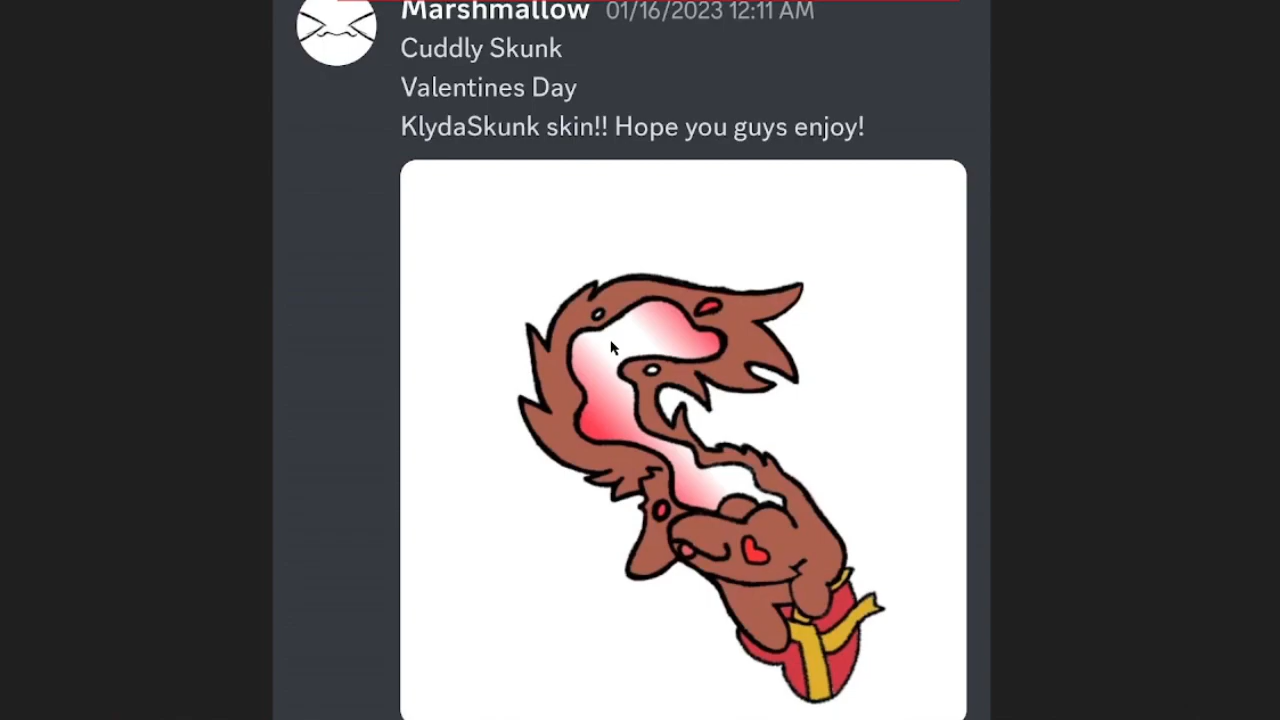 Marshmallow 01/16/2023 12:11 AM
Cuddly Skunk
Valentines Day
KlydaSkunk skin!! Hope you guys enjoy!